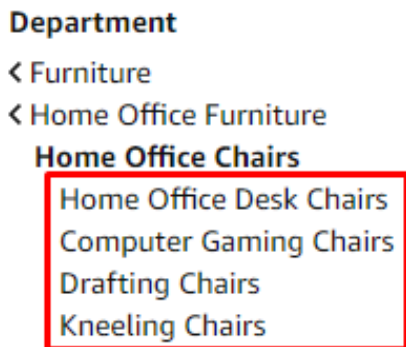 Department
< Furniture
< Home Office Furniture
Home Office Chairs
Home Office Desk Chairs
Computer Gaming Chairs
Drafting Chairs
Kneeling Chairs